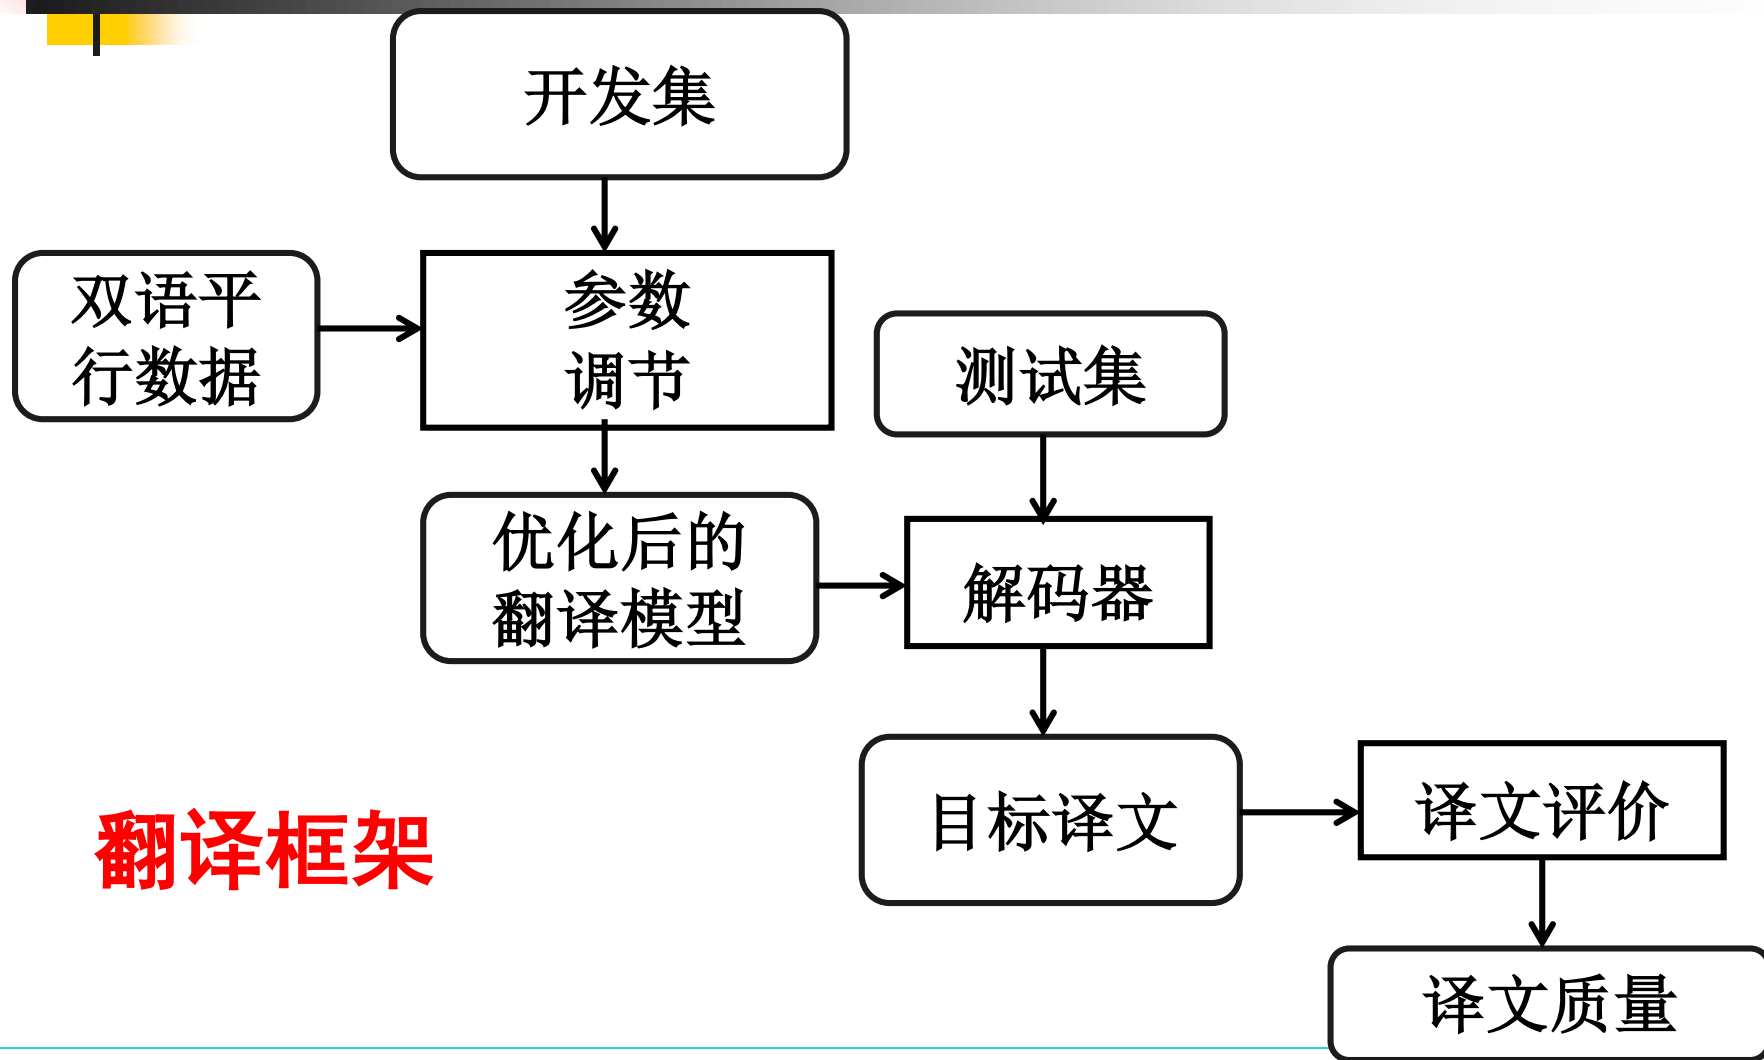 开发集
双语平
行数据
参数
调节
测试集
优化后的
翻译模型
解码器
目标译文
译文评价
翻译框架
译文质量